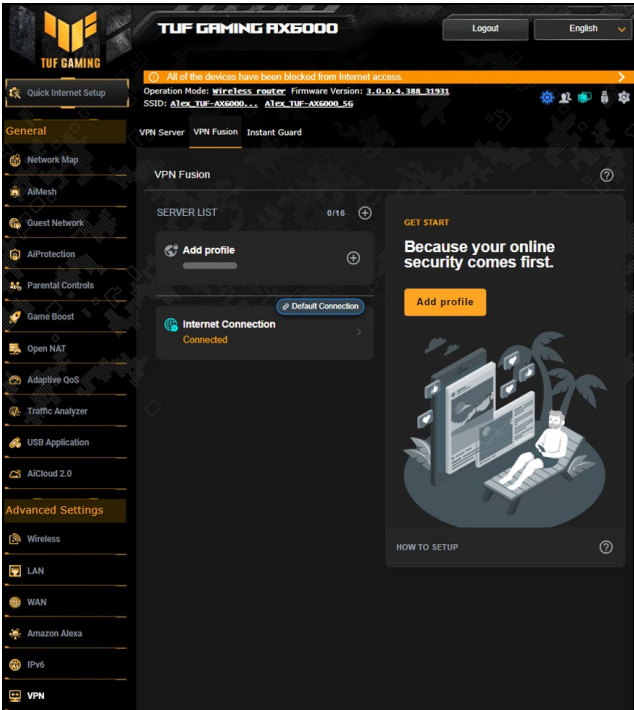 TUF GAMING AX6000
Logout
English
TUF GAMING
All of the devices have been blocked from Internet access.
Quick Internet Setup
Operation Mode: Wireless router Firmware Version: 3.0.0.4.388_31931
SSID: Alex_TUF-AX6000... Alex_TUF-AX6000_5G
General
VPN Server VPN Fusion Instant Guard
Network Map
AiMesh
Guest Network
AiProtection
Parental Controls
Game Boost
Open NAT
Adaptive QoS
Traffic Analyzer
USB Application
AiCloud 2.0
Advanced Settings
Wireless
LAN
WAN
Amazon Alexa
IPv6
VPN
VPN Fusion
SERVER LIST 0/16
Add profile
Default Connection
Internet Connection
Connected
GET START
Because your online
security comes first.
Add profile
HOW TO SETUP